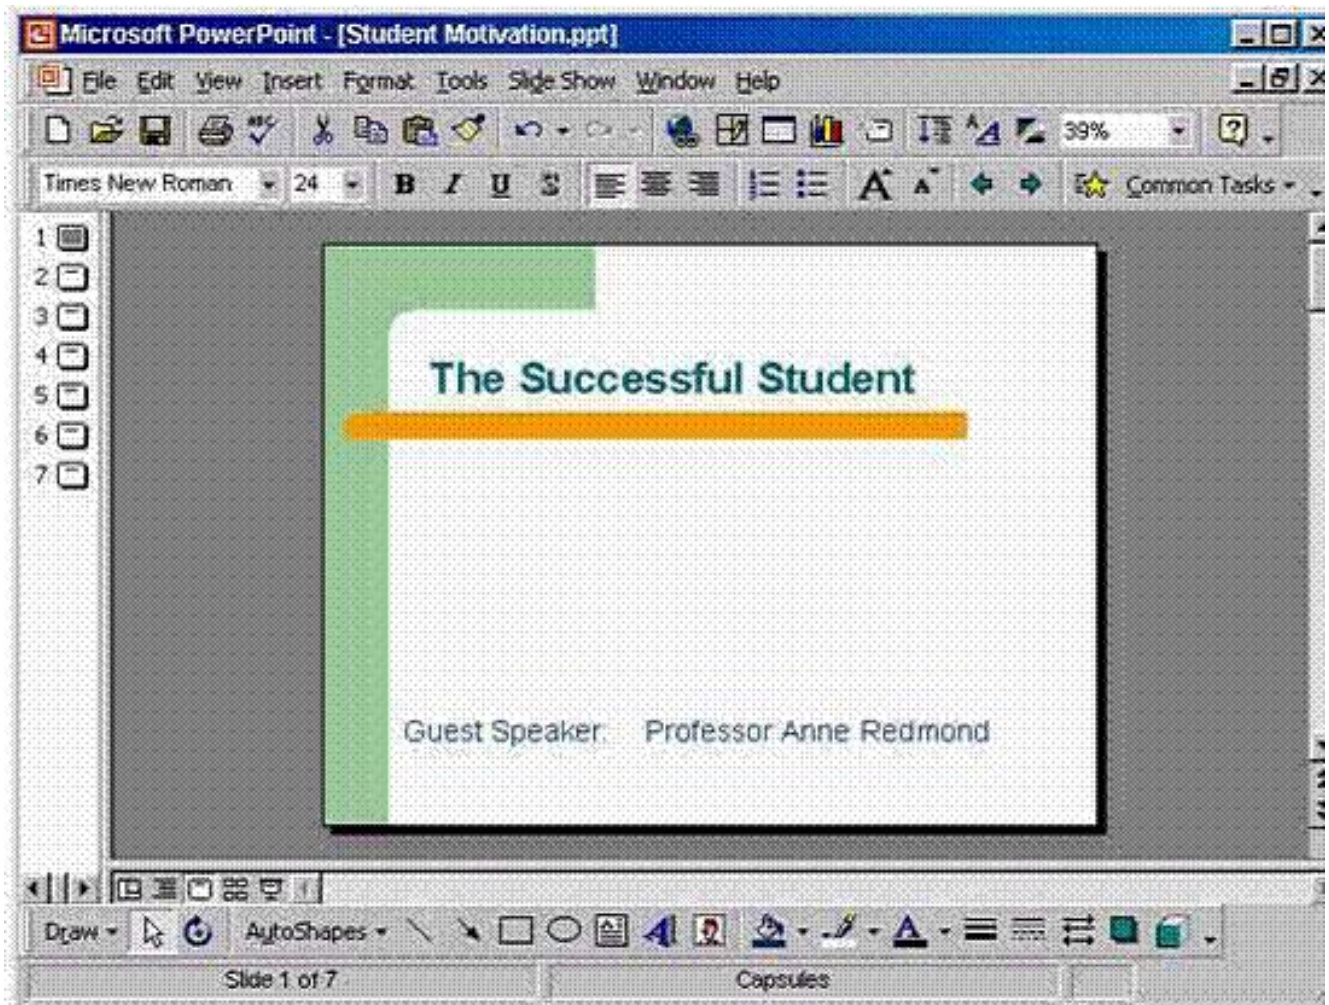 Microsoft PowerPoint - [Student Motivation.ppt]
File Edit View Insert Format Tools Slide Show Window Help
ABC A A 39% ?
Times New Roman 24 B I U S A A Common Tasks
1
2
3
4
5
6
7
The Successful Student
Guest Speaker: Professor Anne Redmond
Draw AutoShapes A A
Slide 1 of 7 Capsules